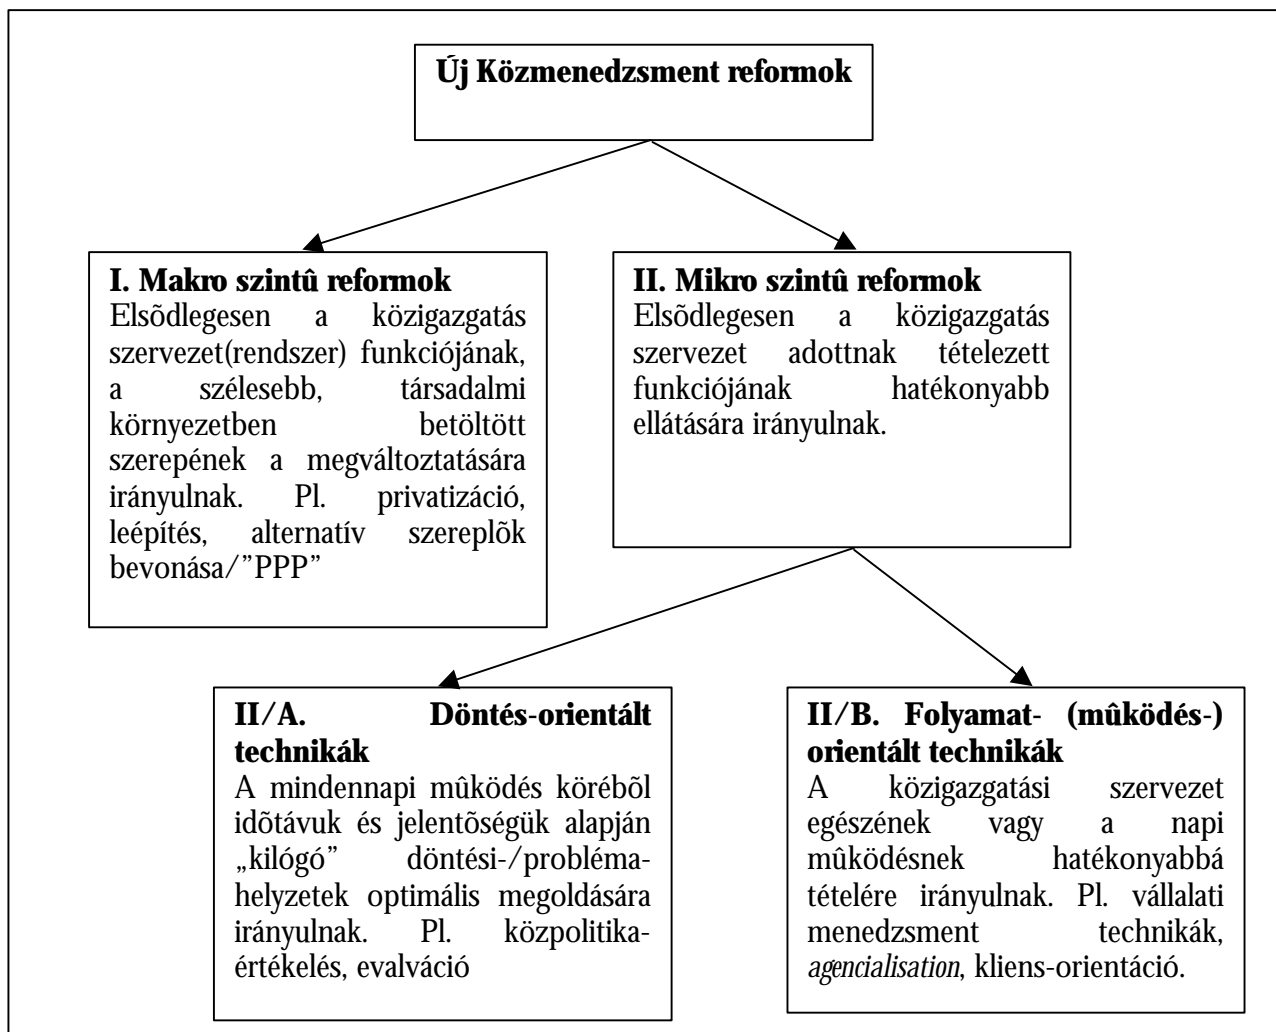 Új Közmenedzsment reformok
I. Makro szintû reformok
Elsõdlegesen a közigazgatás
szervezet(rendszer) funkciójának,
a szélesebb, társadalmi
környezetben betöltött
szerepének a megváltoztatására
irányulnak. Pl. privatizáció,
leépítés, alternatív szereplõk
bevonása/”PPP”
II. Mikro szintû reformok
Elsõdlegesen a közigazgatás
szervezet adottnak tételezett
funkciójának hatékonyabb
ellátására irányulnak.
II/A. Döntés-orientált
technikák
A mindennapi mûködés körébõl
idõtávuk és jelentõségük alapján
„kilógó” döntési-/probléma-
helyzetek optimális megoldására
irányulnak. Pl. közpolitika-
értékelés, evalváció
II/B. Folyamat- (mûködés-)
orientált technikák
A közigazgatási szervezet
egészének vagy a napi
mûködésnek hatékonyabbá
tételére irányulnak. Pl. vállalati
menedzsment technikák,
agencialisation, kliens-orientáció.